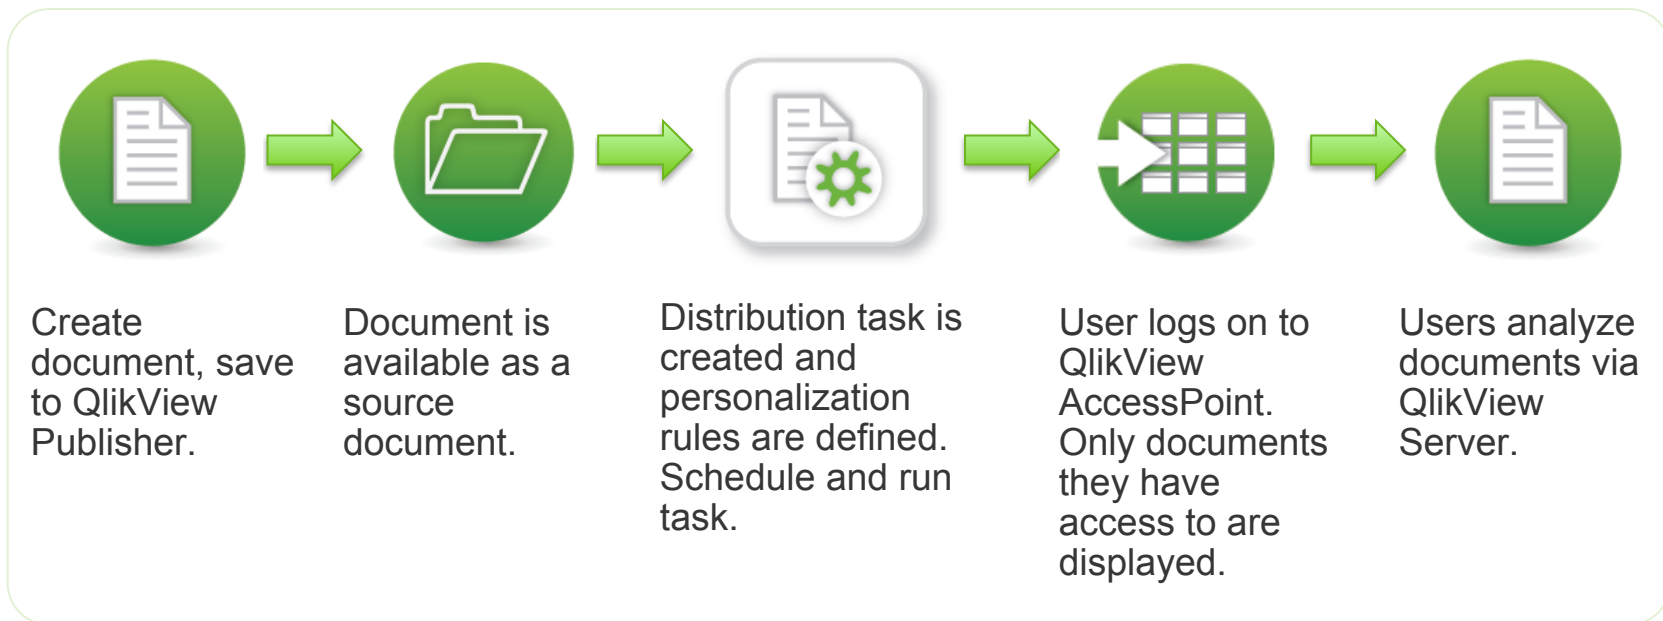 Create
document, save
to QlikView
Publisher.
Document is
available as a
source
document.
Distribution task is
created and
personalization
rules are defined.
Schedule and run
task.
User logs on to
QlikView
AccessPoint.
Only documents
they have
access to are
displayed.
Users analyze
documents via
QlikView
Server.